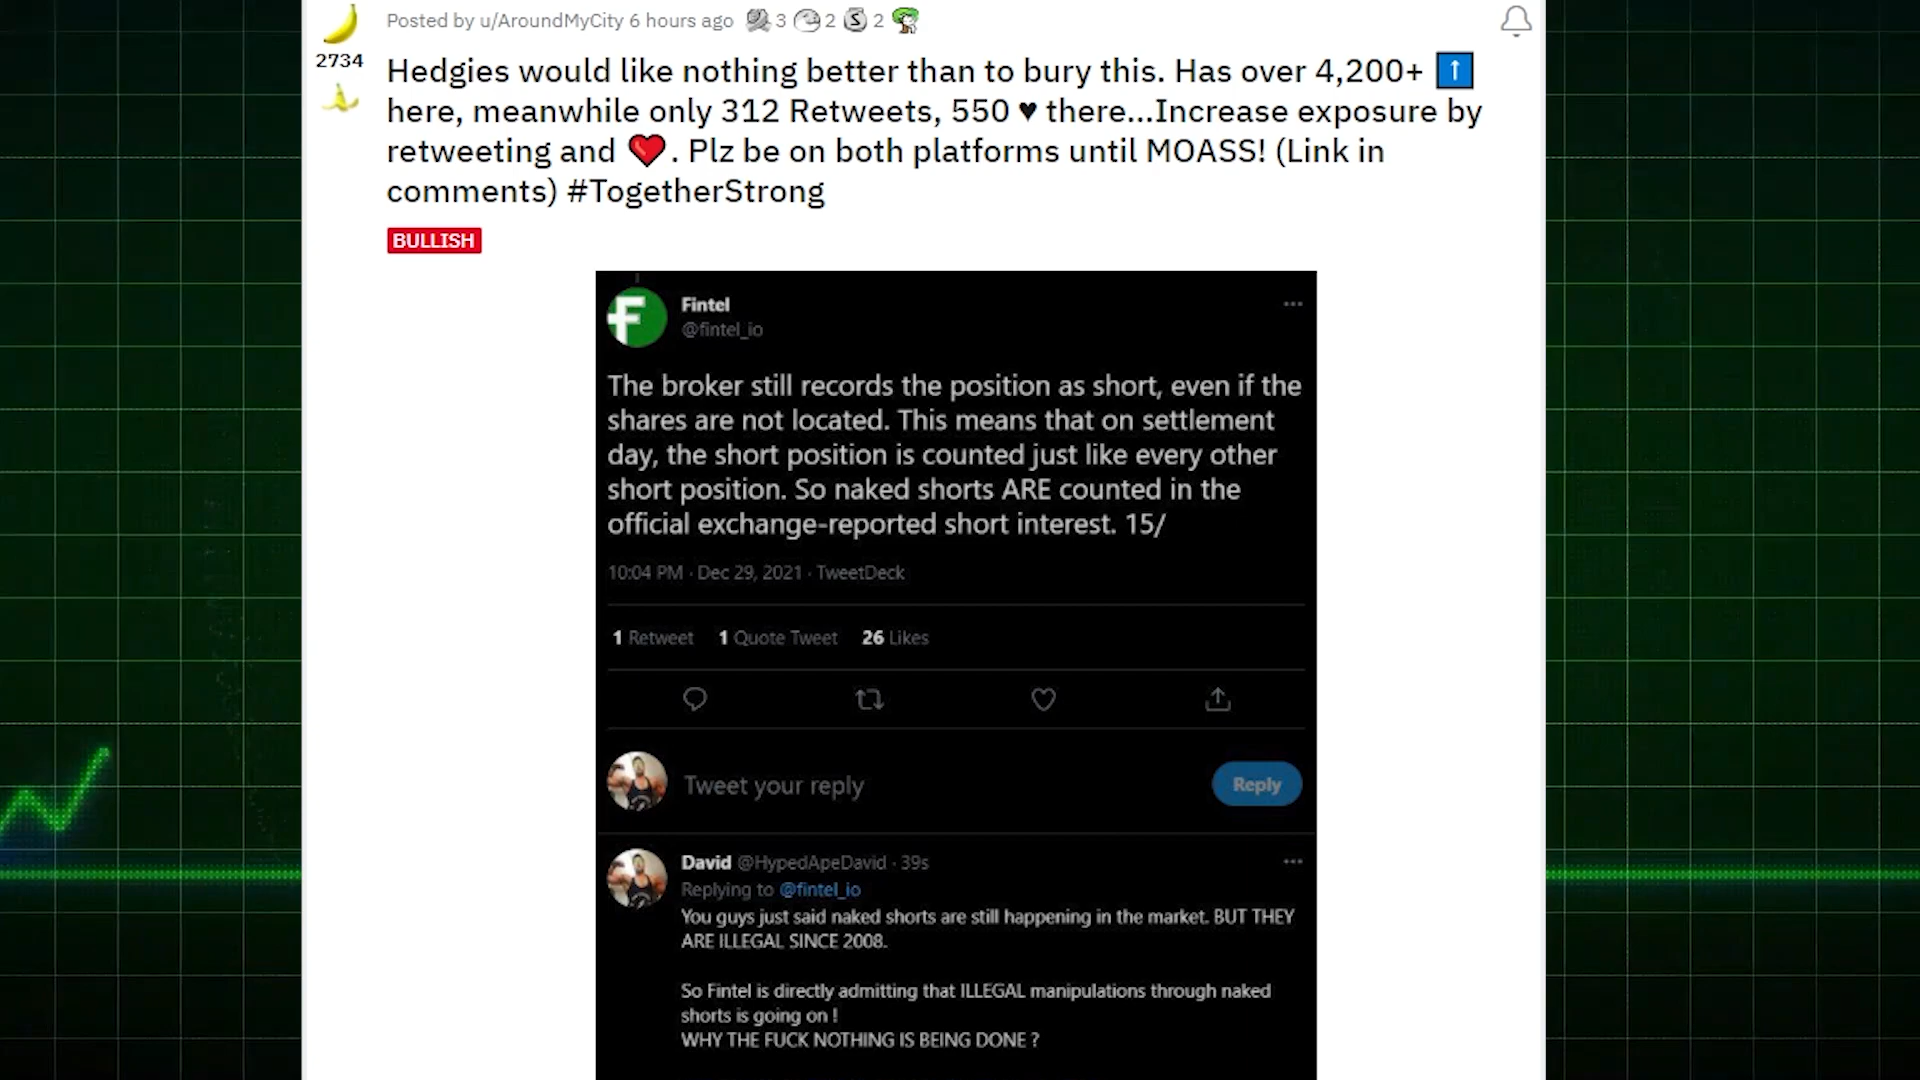 Posted by u/AroundMyCity 6 hours ago 3 2 2
2734
Hedgies would like nothing better than to bury this. Has over 4,200+ ⬆️
here, meanwhile only 312 Retweets, 550 ♥ there...Increase exposure by
retweeting and ❤️. Plz be on both platforms until MOASS! (Link in
comments) #TogetherStrong
BULLISH
Fintel
@fintel_io
The broker still records the position as short, even if the
shares are not located. This means that on settlement
day, the short position is counted just like every other
short position. So naked shorts ARE counted in the
official exchange-reported short interest. 15/
10:04 PM · Dec 29, 2021 · TweetDeck
1 Retweet 1 Quote Tweet 26 Likes
Tweet your reply
Reply
David @HypedApeDavid · 39s
Replying to @fintel_io
You guys just said naked shorts are still happening in the market. BUT THEY
ARE ILLEGAL SINCE 2008.
So Fintel is directly admitting that ILLEGAL manipulations through naked
shorts is going on !
WHY THE FUCK NOTHING IS BEING DONE ?